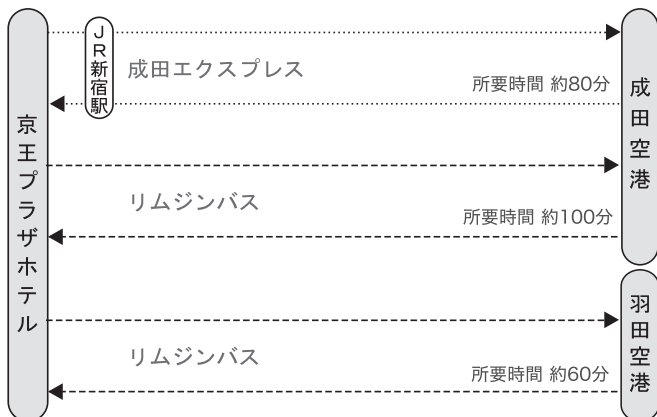 京王プラザホテル
JR新宿駅
成田エクスプレス
所要時間 約80分
リムジンバス
所要時間 約100分
成田空港
リムジンバス
所要時間 約60分
羽田空港